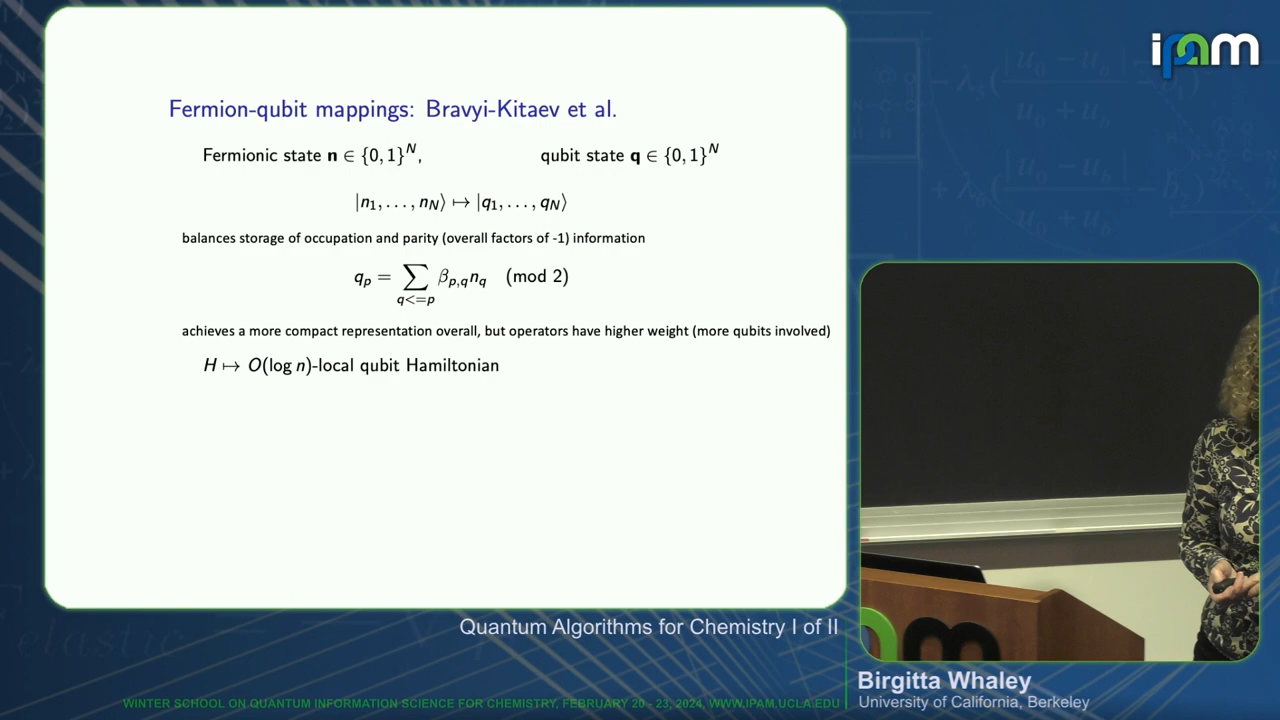 ipam
Fermion-qubit mappings: Bravyi-Kitaev et al.
Fermionic state n ∈ {0, 1}^N, qubit state q ∈ {0, 1}^N
|n_1, . . . , n_N⟩ ↦ |q_1, . . . , q_N⟩
balances storage of occupation and parity (overall factors of -1) information
q_p = ∑_{q<=p} β_{p,q} n_q (mod 2)
achieves a more compact representation overall, but operators have higher weight (more qubits involved)
H ↦ O(log n)-local qubit Hamiltonian
Quantum Algorithms for Chemistry I of II
Birgitta Whaley
University of California, Berkeley
WINTER SCHOOL ON QUANTUM INFORMATION SCIENCE FOR CHEMISTRY, FEBRUARY 20 - 23, 2024, WWW.IPAM.UCLA.EDU